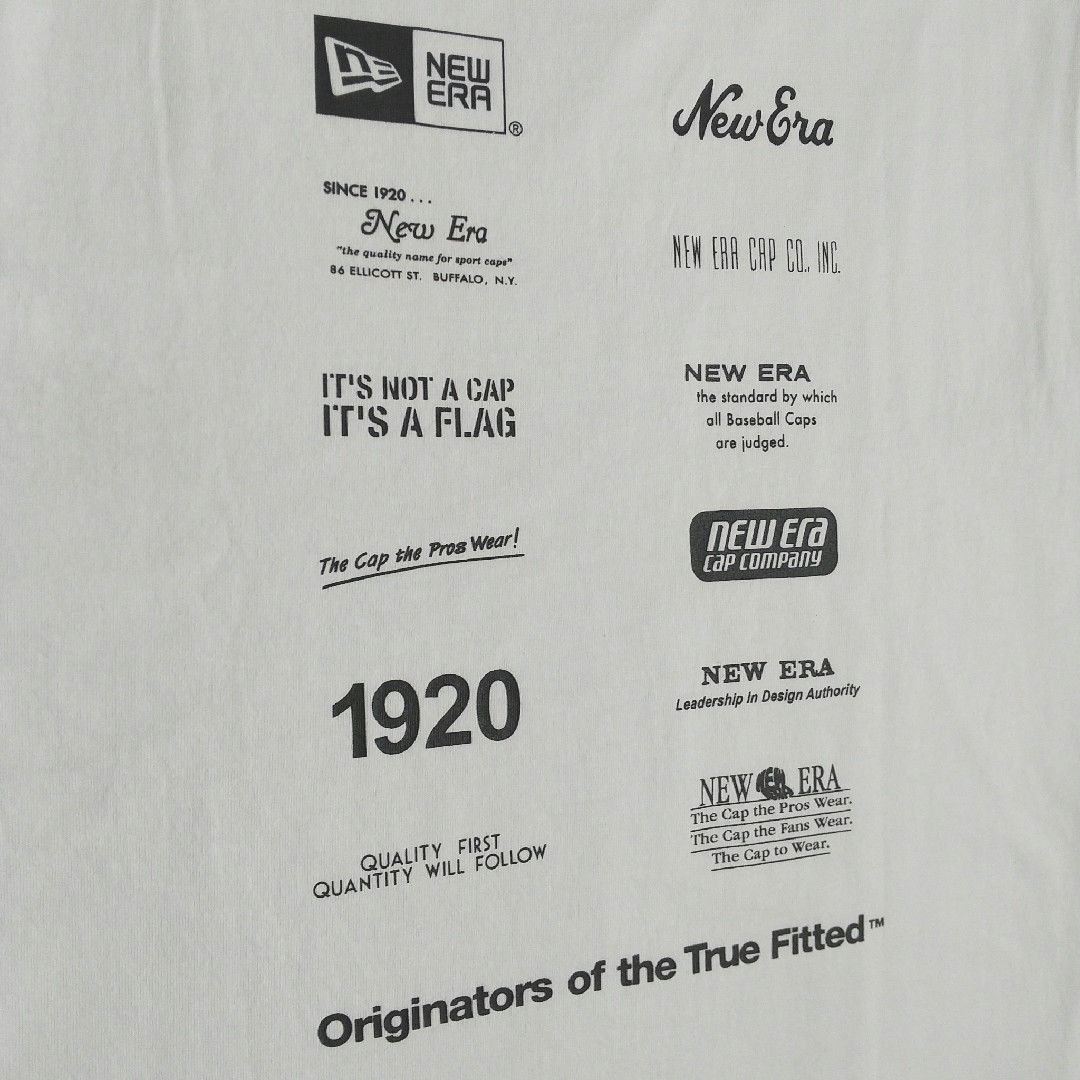 NEW
ERA
®
New Era
SINCE 1920...
New Era
"the quality name for sport caps"
86 ELLICOTT ST. BUFFALO, N.Y.
NEW ERA CAP CO., INC.
IT'S NOT A CAP
IT'S A FLAG
NEW ERA
the standard by which
all Baseball Caps
are judged.
The Cap the Pros Wear!
new era
cap company
1920
NEW ERA
Leadership in Design Authority
QUALITY FIRST
QUANTITY WILL FOLLOW
NEW ERA
The Cap the Pros Wear.
The Cap the Fans Wear.
The Cap to Wear.
Originators of the True Fitted™